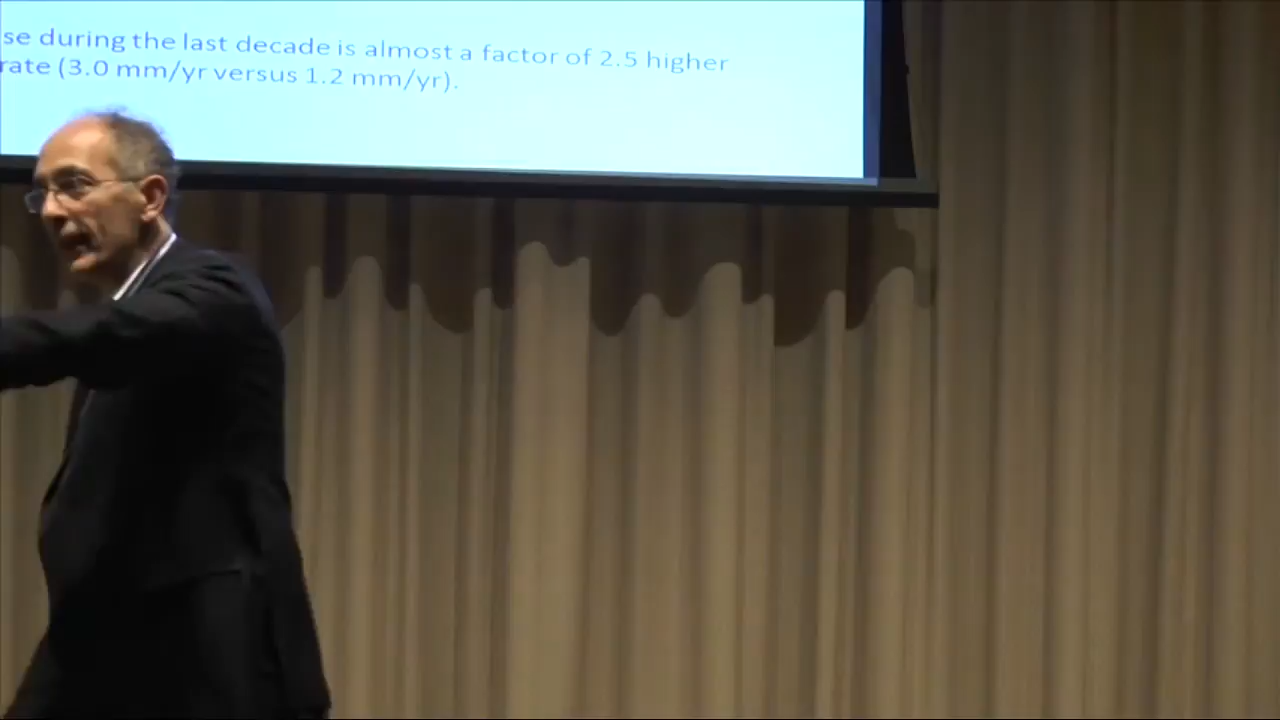 se during the last decade is almost a factor of 2.5 higher
rate (3.0 mm/yr versus 1.2 mm/yr).